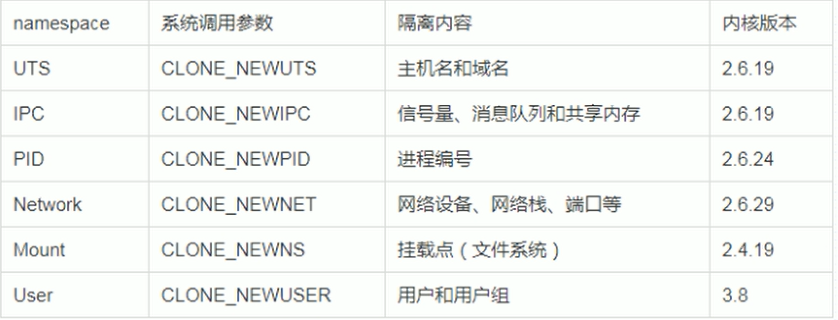 namespace 系统调用参数 隔离内容 内核版本
UTS CLONE_NEWUTS 主机名和域名 2.6.19
IPC CLONE_NEWIPC 信号量、消息队列和共享内存 2.6.19
PID CLONE_NEWPID 进程编号 2.6.24
Network CLONE_NEWNET 网络设备、网络栈、端口等 2.6.29
Mount CLONE_NEWNS 挂载点（文件系统） 2.4.19
User CLONE_NEWUSER 用户和用户组 3.8